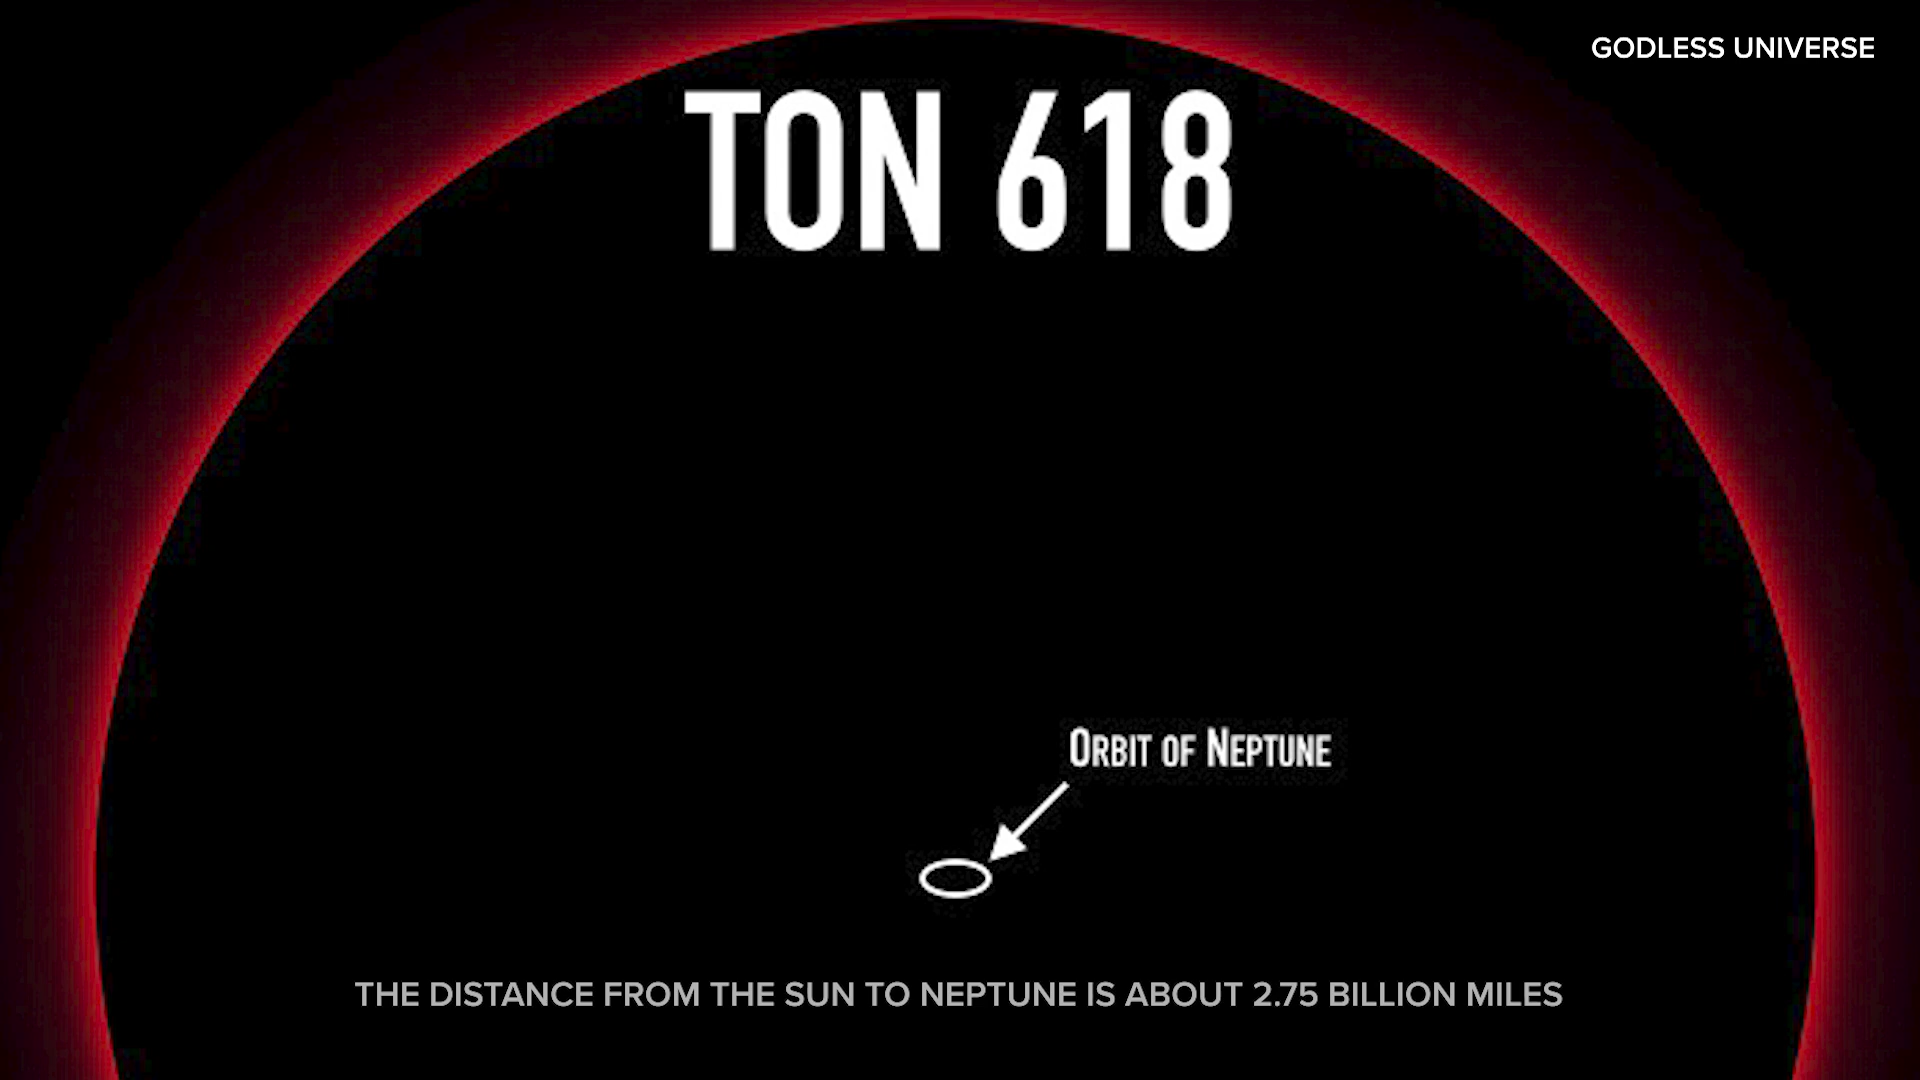 GODLESS UNIVERSE
TON 618
ORBIT OF NEPTUNE
THE DISTANCE FROM THE SUN TO NEPTUNE IS ABOUT 2.75 BILLION MILES